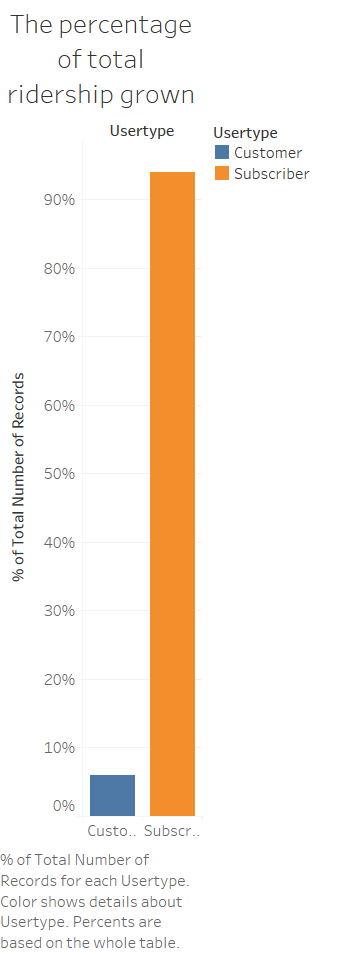 The percentage
of total
ridership grown
Usertype
Usertype
Customer
Subscriber
90%
80%
70%
60%
50%
40%
30%
20%
10%
0%
% of Total Number of Records
Custo..
Subscr..
% of Total Number of
Records for each Usertype.
Color shows details about
Usertype. Percents are
based on the whole table.